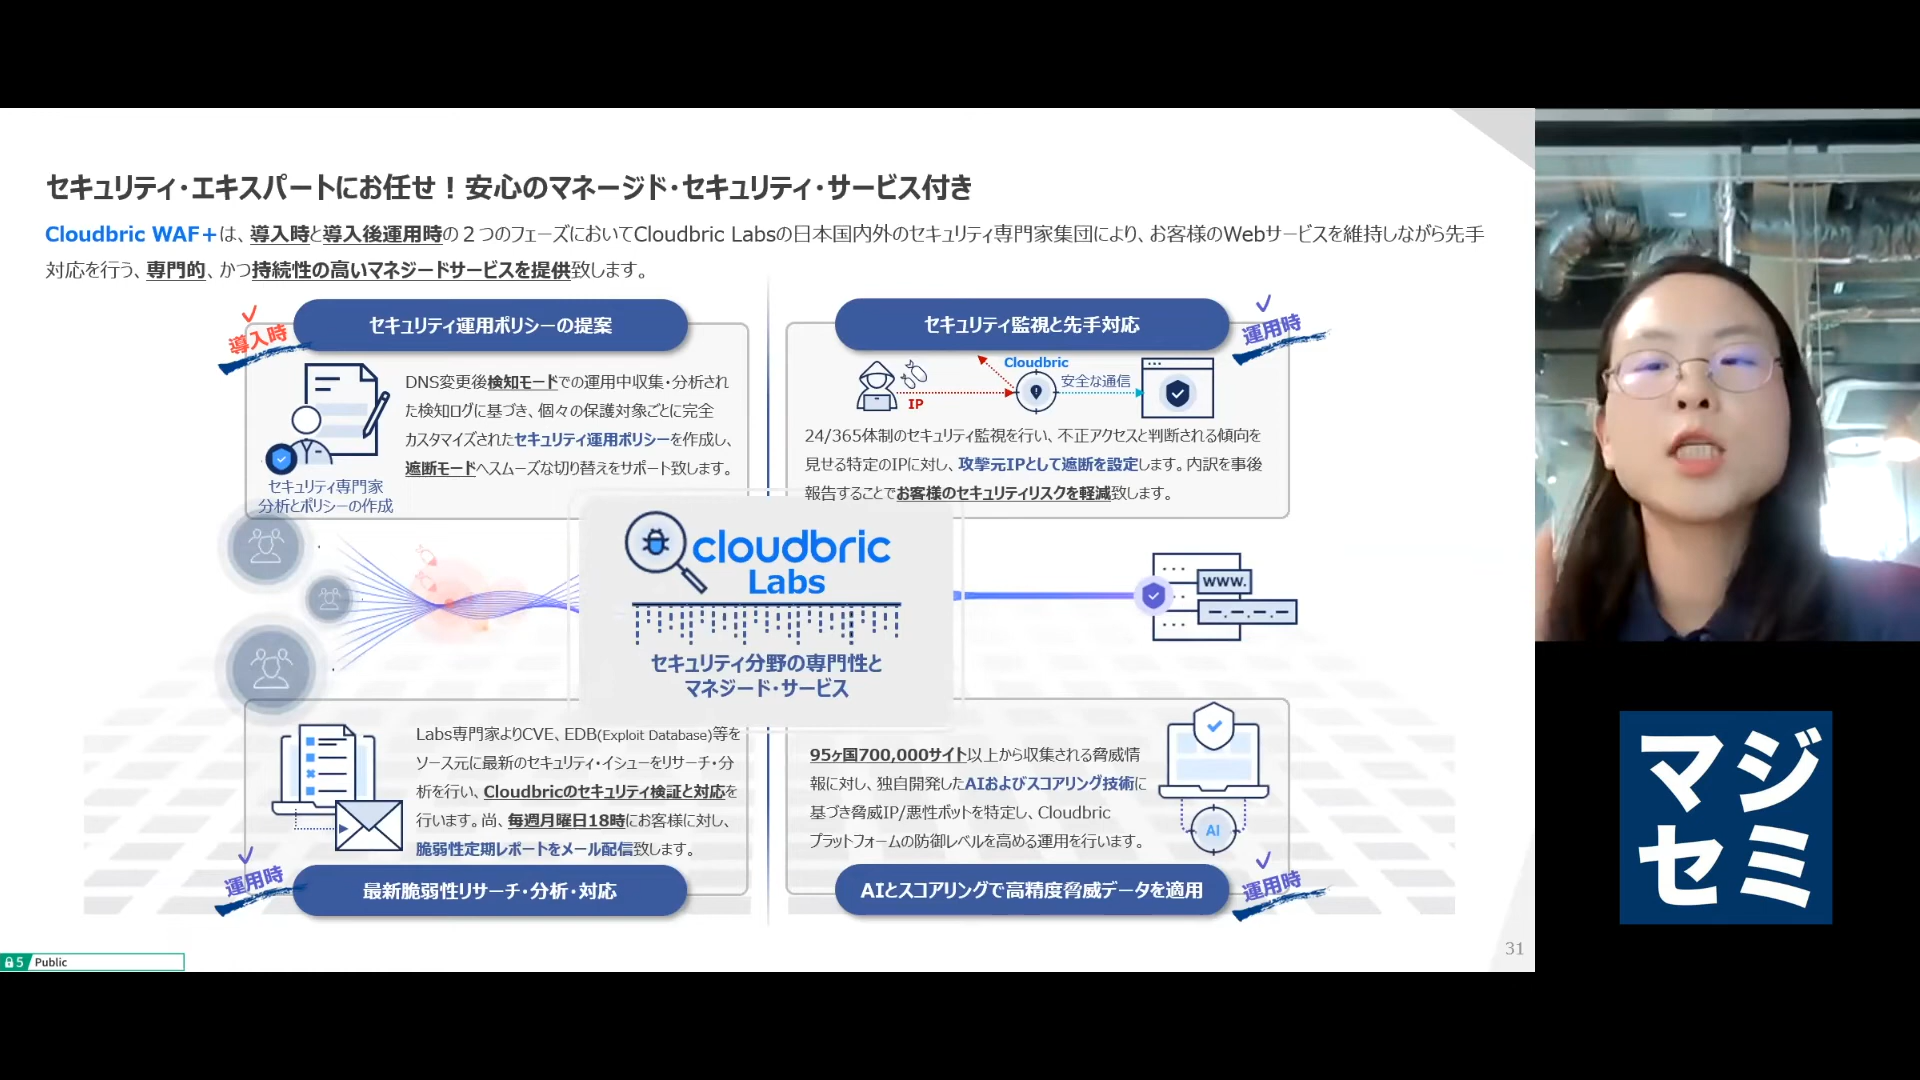 セキュリティ・エキスパートにお任せ！安心のマネージド・セキュリティ・サービス付き
Cloudbric WAF+は、導入時と導入後運用時の２つのフェーズにおいてCloudbric Labsの日本国内外のセキュリティ専門家集団により、お客様のWebサービスを維持しながら先手
対応を行う、専門的、かつ持続性の高いマネジードサービスを提供致します。
導入時
セキュリティ運用ポリシーの提案
DNS変更後検知モードでの運用中収集・分析され
た検知ログに基づき、個々の保護対象ごとに完全
カスタマイズされたセキュリティ運用ポリシーを作成し、
遮断モードへスムーズな切り替えをサポート致します。
セキュリティ専門家
分析とポリシーの作成
セキュリティ監視と先手対応
運用時
Cloudbric
安全な通信
IP
24/365体制のセキュリティ監視を行い、不正アクセスと判断される傾向を
見せる特定のIPに対し、攻撃元IPとして遮断を設定します。内訳を事後
報告することでお客様のセキュリティリスクを軽減致します。
cloudbric
Labs
セキュリティ分野の専門性と
マネジード・サービス
www.
Labs専門家よりCVE、EDB(Exploit Database)等を
ソース元に最新のセキュリティ・イシューをリサーチ・分
析を行い、Cloudbricのセキュリティ検証と対応を
行います。尚、毎週月曜日18時にお客様に対し、
脆弱性定期レポートをメール配信致します。
運用時
最新脆弱性リサーチ・分析・対応
95ヶ国700,000サイト以上から収集される脅威情
報に対し、独自開発したAIおよびスコアリング技術に
基づき脅威IP/悪性ボットを特定し、Cloudbric
プラットフォームの防御レベルを高める運用を行います。
AI
AIとスコアリングで高精度脅威データを適用
運用時
5 Public
31
マジ
セミ